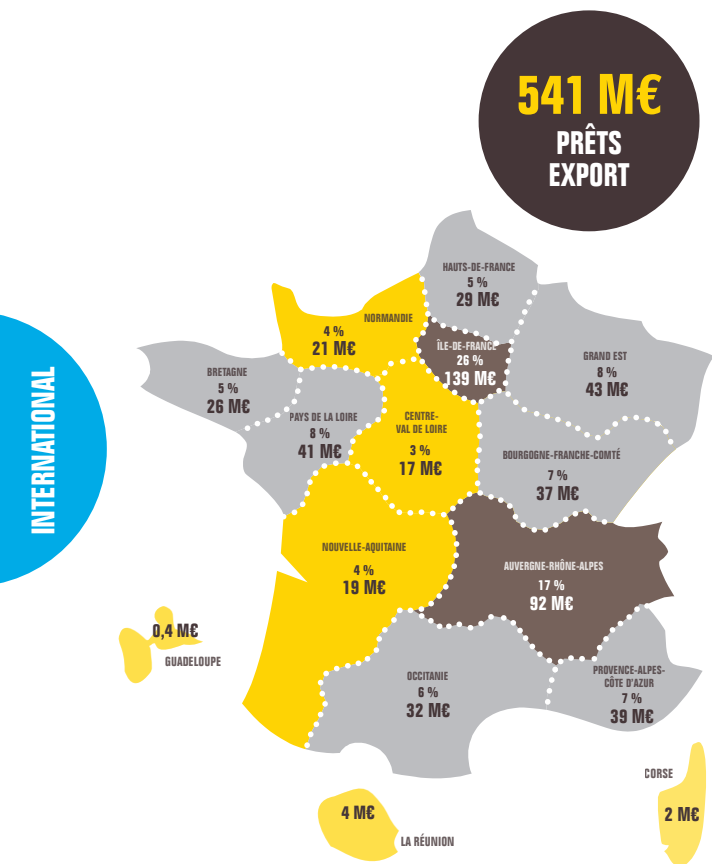 541 M€
PRÊTS
EXPORT
INTERNATIONAL
HAUTS-DE-FRANCE
5 %
29 M€
NORMANDIE
4 %
21 M€
ÎLE-DE-FRANCE
26 %
139 M€
GRAND EST
8 %
43 M€
BRETAGNE
5 %
26 M€
PAYS DE LA LOIRE
8 %
41 M€
CENTRE-
VAL DE LOIRE
3 %
17 M€
BOURGOGNE-FRANCHE-COMTÉ
7 %
37 M€
NOUVELLE-AQUITAINE
4 %
19 M€
AUVERGNE-RHÔNE-ALPES
17 %
92 M€
0,4 M€
GUADELOUPE
OCCITANIE
6 %
32 M€
PROVENCE-ALPES-
CÔTE D'AZUR
7 %
39 M€
CORSE
2 M€
4 M€
LA RÉUNION